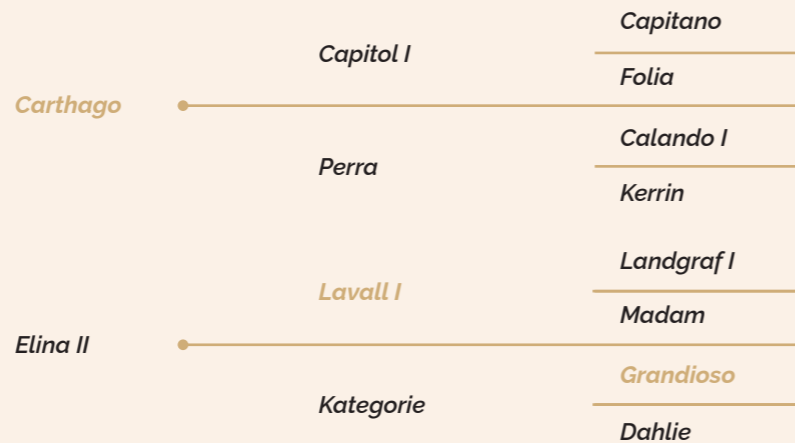 Carthago
Capitol I
Capitano
Folia
Perra
Calando I
Kerrin
Elina II
Lavall I
Landgraf I
Madam
Kategorie
Grandioso
Dahlie